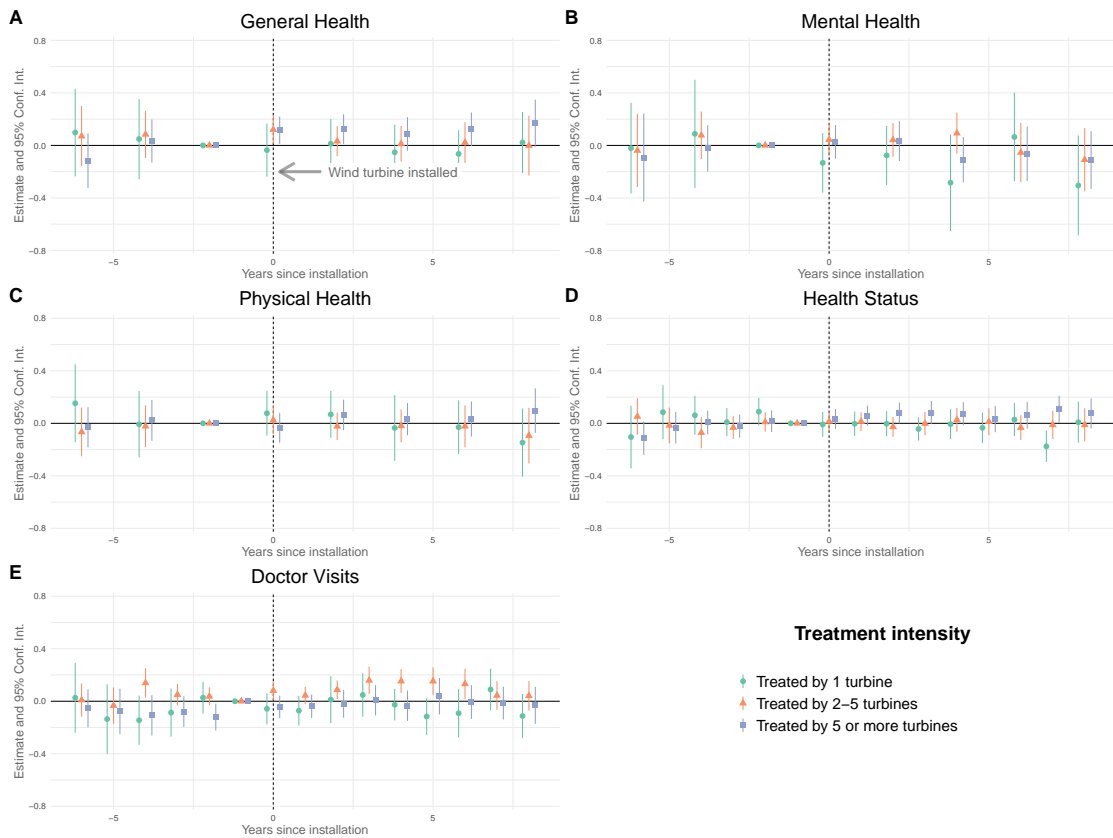 A
General Health
Estimate and 95% Conf. Int.
0.8
0.4
0.0
−0.4
−0.8
Wind turbine installed
−5
0
5
Years since installation
B
Mental Health
Estimate and 95% Conf. Int.
0.8
0.4
0.0
−0.4
−0.8
−5
0
5
Years since installation
C
Physical Health
Estimate and 95% Conf. Int.
0.8
0.4
0.0
−0.4
−0.8
−5
0
5
Years since installation
D
Health Status
Estimate and 95% Conf. Int.
0.8
0.4
0.0
−0.4
−0.8
−5
0
5
Years since installation
E
Doctor Visits
Estimate and 95% Conf. Int.
0.8
0.4
0.0
−0.4
−0.8
−5
0
5
Years since installation
Treatment intensity
Treated by 1 turbine
Treated by 2−5 turbines
Treated by 5 or more turbines